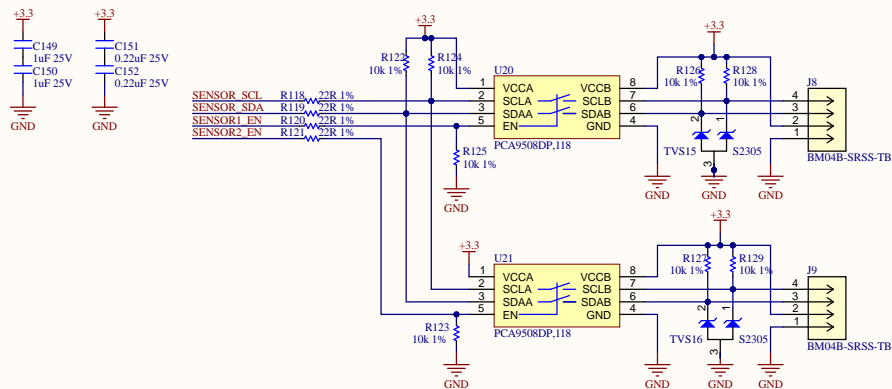 +3.3
C149
1uF 25V
C150
1uF 25V
GND
+3.3
C151
0.22uF 25V
C152
0.22uF 25V
GND
SENSOR_SCL R118 22R 1%
SENSOR_SDA R119 22R 1%
SENSOR1_EN R120 22R 1%
SENSOR2_EN R121 22R 1%
+3.3
R122
10k 1%
R124
10k 1%
R125
10k 1%
GND
U20
1 VCCA VCCB 8
2 SCLA SCLB 7
3 SDAA SDAB 6
5 EN GND 4
PCA9508DP,118
GND
+3.3
R126
10k 1%
R128
10k 1%
2 1
TVS15 S2305
3
GND
GND
J8
4
3
2
1
BM04B-SRSS-TB
+3.3
R123
10k 1%
GND
U21
1 VCCA VCCB 8
2 SCLA SCLB 7
3 SDAA SDAB 6
5 EN GND 4
PCA9508DP,118
GND
+3.3
R127
10k 1%
R129
10k 1%
2 1
TVS16 S2305
3
GND
GND
J9
4
3
2
1
BM04B-SRSS-TB